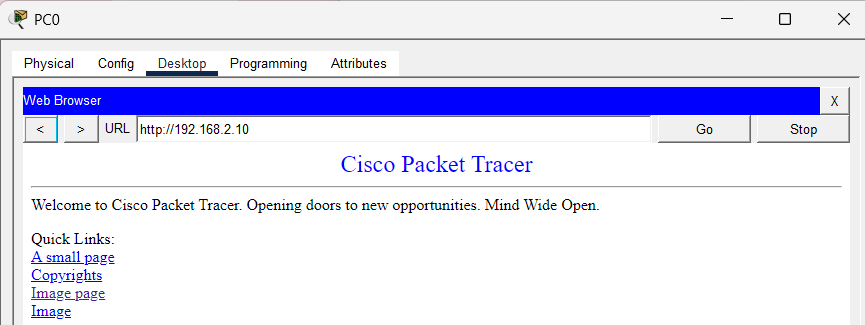 PC0
Physical Config Desktop Programming Attributes
Web Browser X
< > URL http://192.168.2.10 Go Stop
Cisco Packet Tracer
Welcome to Cisco Packet Tracer. Opening doors to new opportunities. Mind Wide Open.
Quick Links:
A small page
Copyrights
Image page
Image